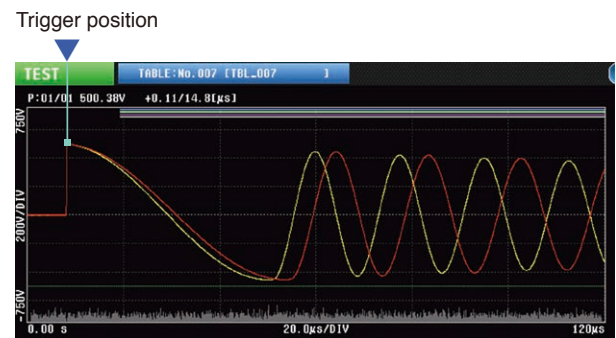 Trigger position
TEST
TABLE:No.007 [TBL_007 ]
P:01/01 500.38V +0.11/14.8[µs]
750V
200V/DIV
-750V
0.00 s 20.0µs/DIV 120µs